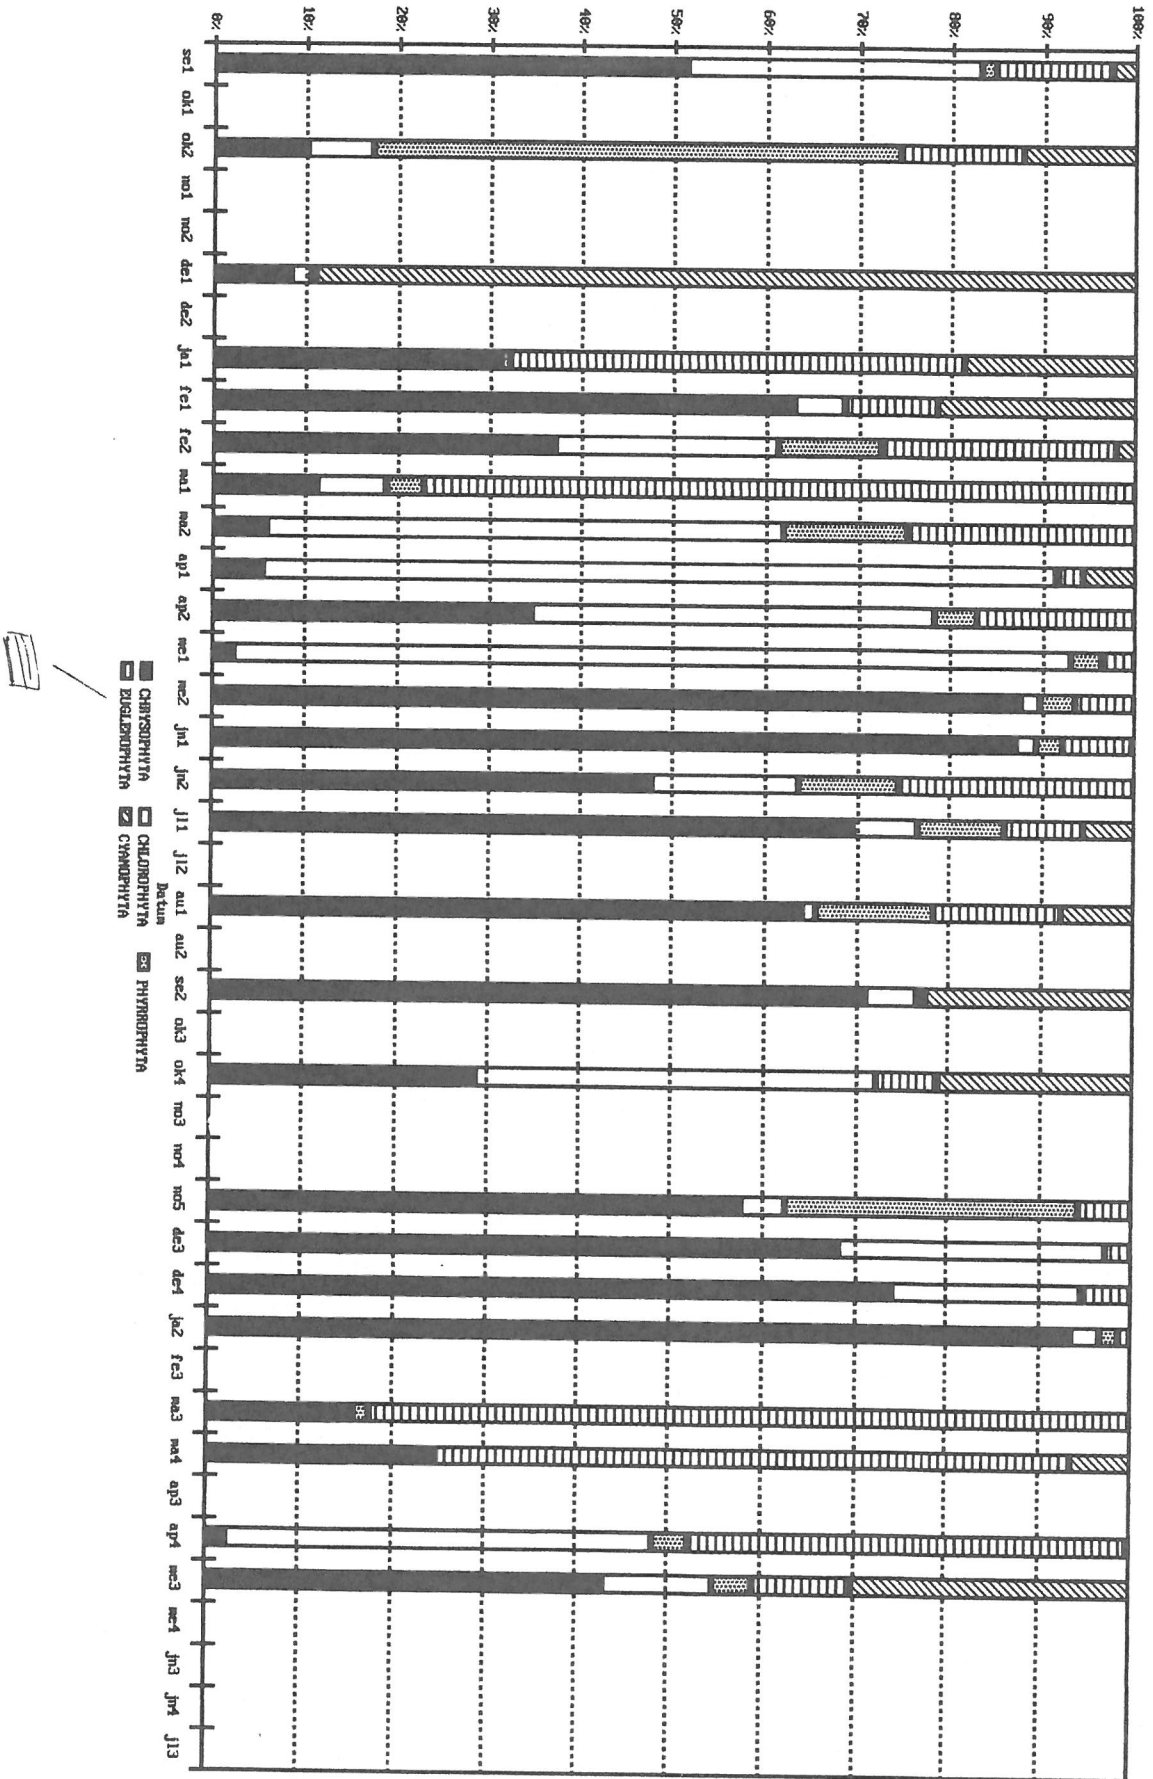 100%
90%
80%
70%
60%
50%
40%
30%
20%
10%
0%
se1 ok1 ok2 no1 no2 de1 de2 ja1 fe1 fe2 ma1 ma2 ap1 ap2 me1 me2 jn1 jn2 jl1 jl2 au1 au2 se2 ok3 ok4 no3 no4 no5 de3 de4 ja2 fe3 ma3 ma4 ap3 ap4 me3 me4 jn3 jn4 jl3
Datum
CHRYSOPHYTA CHLOROPHYTA PHYRROPHYTA
EUGLENOPHYTA CYANOPHYTA